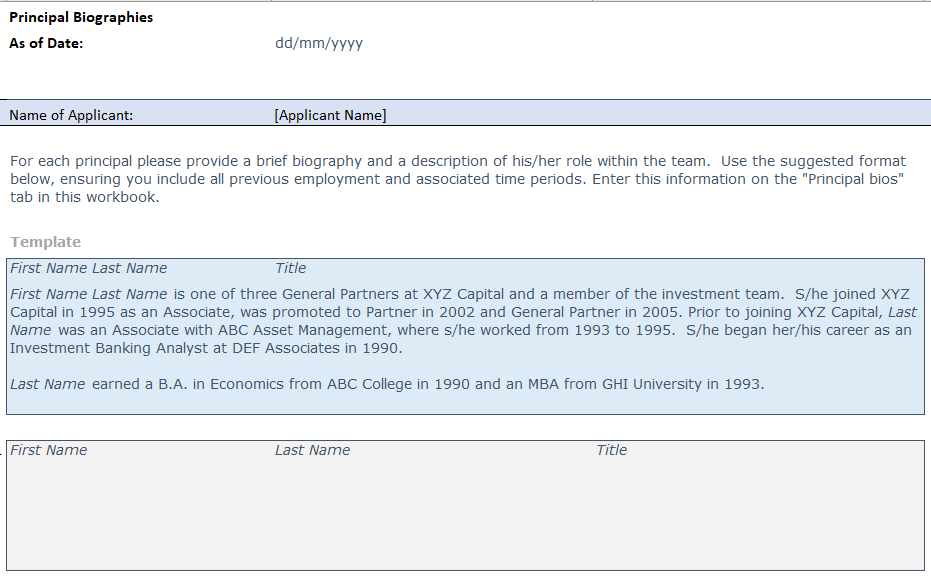 Principal Biographies
As of Date: dd/mm/yyyy
Name of Applicant: [Applicant Name]
For each principal please provide a brief biography and a description of his/her role within the team.  Use the suggested format
below, ensuring you include all previous employment and associated time periods. Enter this information on the "Principal bios"
tab in this workbook.
Template
First Name Last Name Title
First Name Last Name is one of three General Partners at XYZ Capital and a member of the investment team.  S/he joined XYZ
Capital in 1995 as an Associate, was promoted to Partner in 2002 and General Partner in 2005. Prior to joining XYZ Capital, Last
Name was an Associate with ABC Asset Management, where s/he worked from 1993 to 1995.  S/he began her/his career as an
Investment Banking Analyst at DEF Associates in 1990.
Last Name earned a B.A. in Economics from ABC College in 1990 and an MBA from GHI University in 1993.
First Name Last Name Title